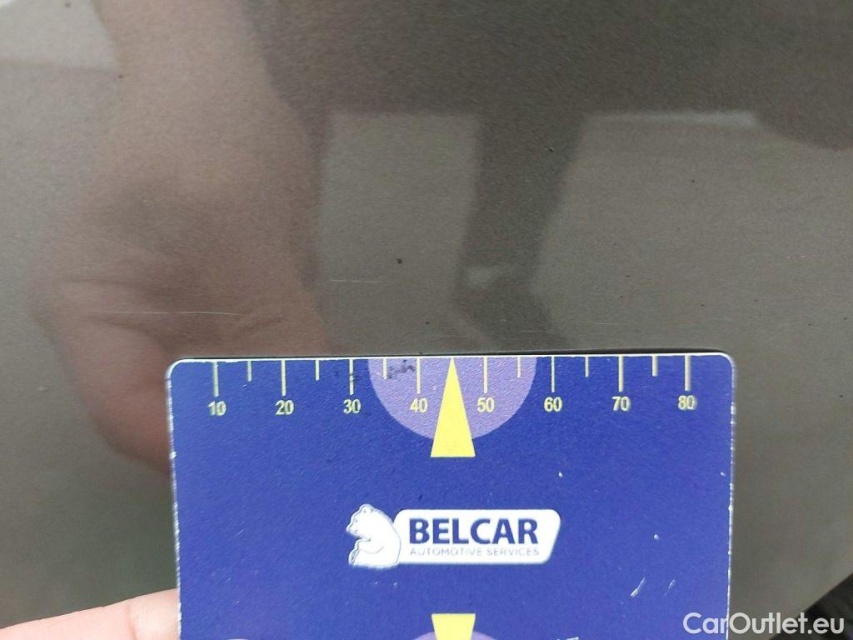 10 20 30 40 50 60 70 80
BELCAR
AUTOMOTIVE SERVICES
CarOutlet.eu